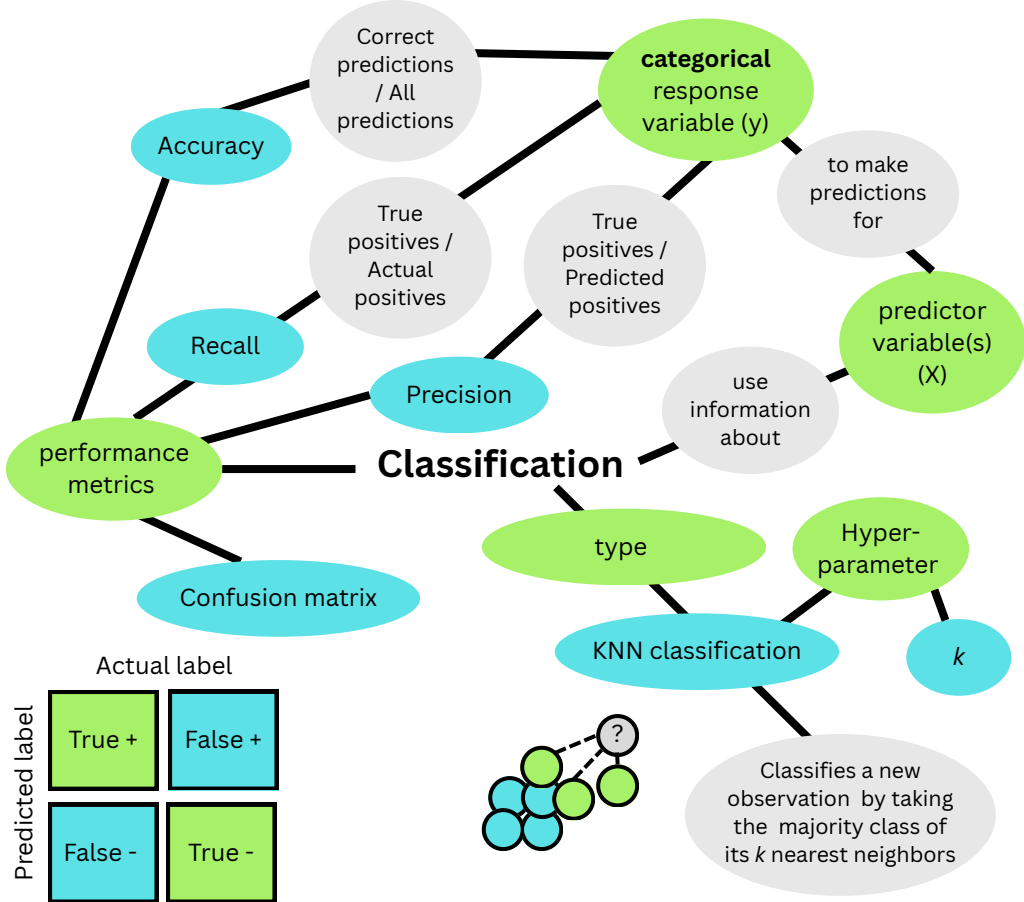 Correct
predictions
/ All
predictions
categorical
response
variable (y)
Accuracy
to make
predictions
for
True
positives /
Actual
positives
True
positives /
Predicted
positives
predictor
variable(s)
(X)
Recall
Precision
use
information
about
performance
metrics
Classification
type
Hyper-
parameter
Confusion matrix
KNN classification
k
Actual label
Predicted label
True +
False +
False -
True -
?
Classifies a new
observation by taking
the majority class of
its k nearest neighbors